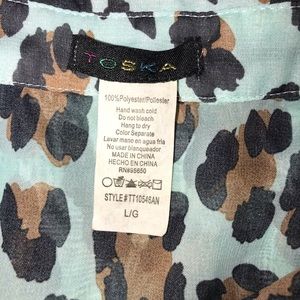 TOSKA
100%Polyester/Poliester
Hand wash cold
Do not bleach
Hang to dry
Color Separate
Lavar mano en agua fria
No usar blanqueador
MADE IN CHINA
HECHO EN CHINA
RN#95650
STYLE#TT10546AN
L/G